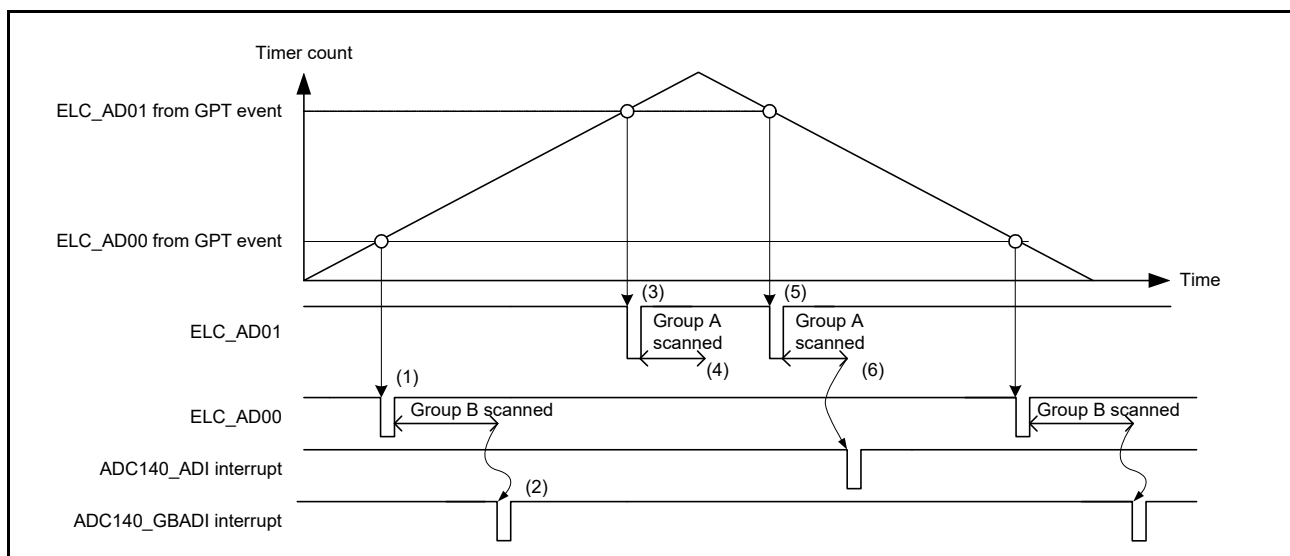 Timer count
ELC_AD01 from GPT event
ELC_AD00 from GPT event
Time
(3)
(5)
ELC_AD01
Group A
scanned
Group A
scanned
(4)
(6)
(1)
ELC_AD00
Group B scanned
Group B scanned
ADC140_ADI interrupt
(2)
ADC140_GBADI interrupt